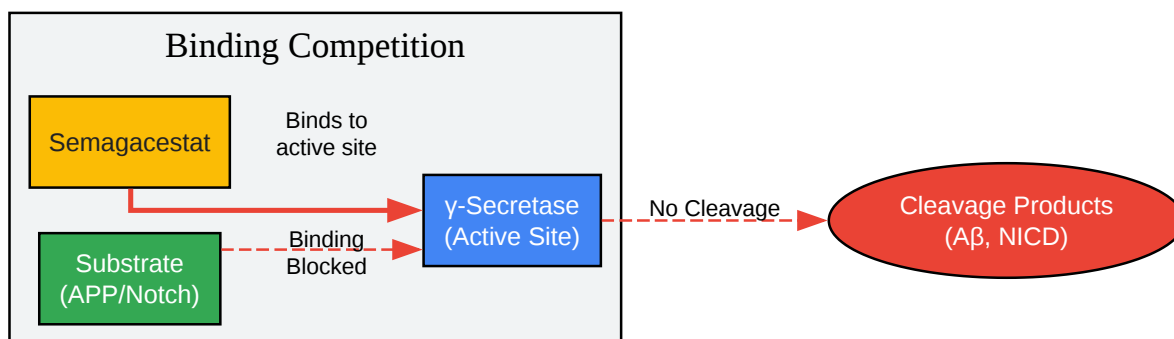 Binding Competition
Semagacestat
Binds to
active site
γ-Secretase
(Active Site)
No Cleavage
Cleavage Products
(Aβ, NICD)
Binding
Blocked
Substrate
(APP/Notch)